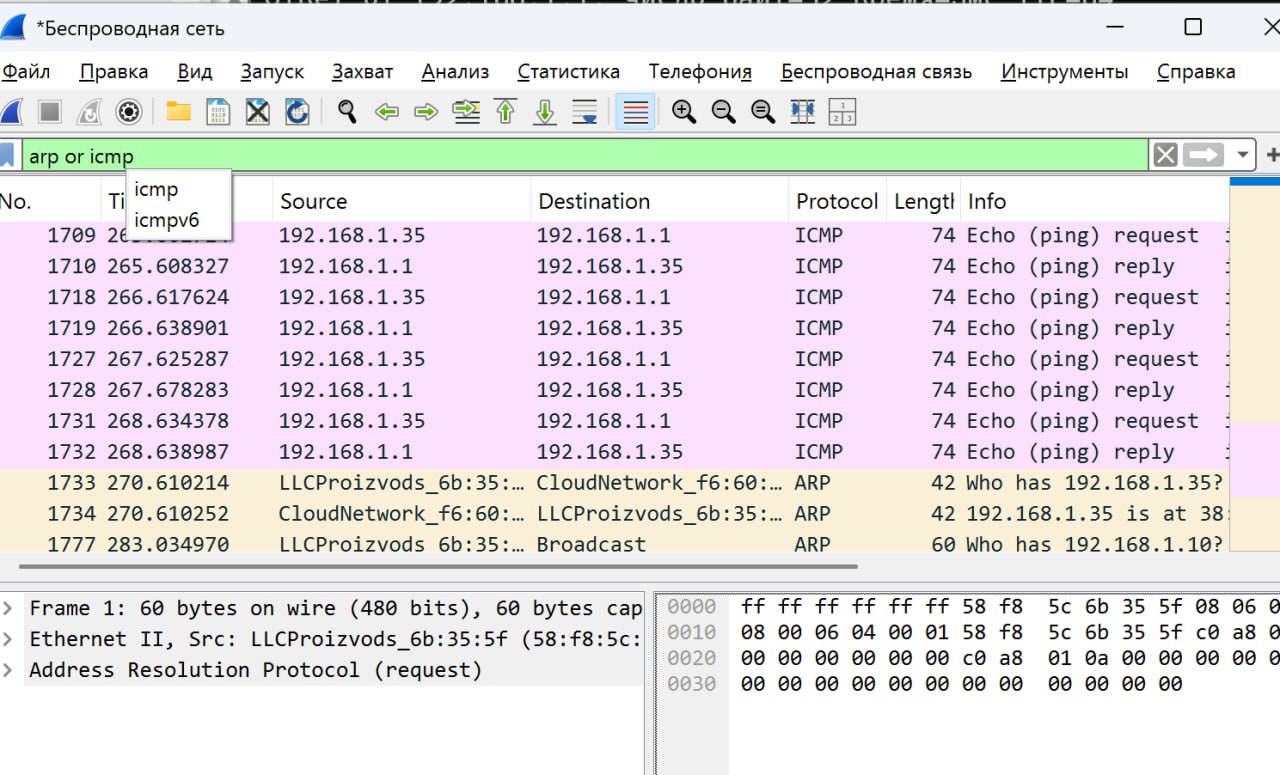 *Беспроводная сеть
Файл Правка Вид Запуск Захват Анализ Статистика Телефония Беспроводная связь Инструменты Справка
arp or icmp
icmp
icmpv6
No. Source Destination Protocol Lengtl Info
1709 192.168.1.35 192.168.1.1 ICMP 74 Echo (ping) request
1710 265.608327 192.168.1.1 192.168.1.35 ICMP 74 Echo (ping) reply
1718 266.617624 192.168.1.35 192.168.1.1 ICMP 74 Echo (ping) request
1719 266.638901 192.168.1.1 192.168.1.35 ICMP 74 Echo (ping) reply
1727 267.625287 192.168.1.35 192.168.1.1 ICMP 74 Echo (ping) request
1728 267.678283 192.168.1.1 192.168.1.35 ICMP 74 Echo (ping) reply
1731 268.634378 192.168.1.35 192.168.1.1 ICMP 74 Echo (ping) request
1732 268.638987 192.168.1.1 192.168.1.35 ICMP 74 Echo (ping) reply
1733 270.610214 LLCProizvods_6b:35:… CloudNetwork_f6:60:… ARP 42 Who has 192.168.1.35?
1734 270.610252 CloudNetwork_f6:60:… LLCProizvods_6b:35:… ARP 42 192.168.1.35 is at 38:
1777 283.034970 LLCProizvods_6b:35:… Broadcast ARP 60 Who has 192.168.1.10?
Frame 1: 60 bytes on wire (480 bits), 60 bytes cap
Ethernet II, Src: LLCProizvods_6b:35:5f (58:f8:5c:
Address Resolution Protocol (request)
0000 ff ff ff ff ff ff 58 f8 5c 6b 35 5f 08 06 0
0010 08 00 06 04 00 01 58 f8 5c 6b 35 5f c0 a8 0
0020 00 00 00 00 00 00 c0 a8 01 0a 00 00 00 00 0
0030 00 00 00 00 00 00 00 00 00 00 00 00